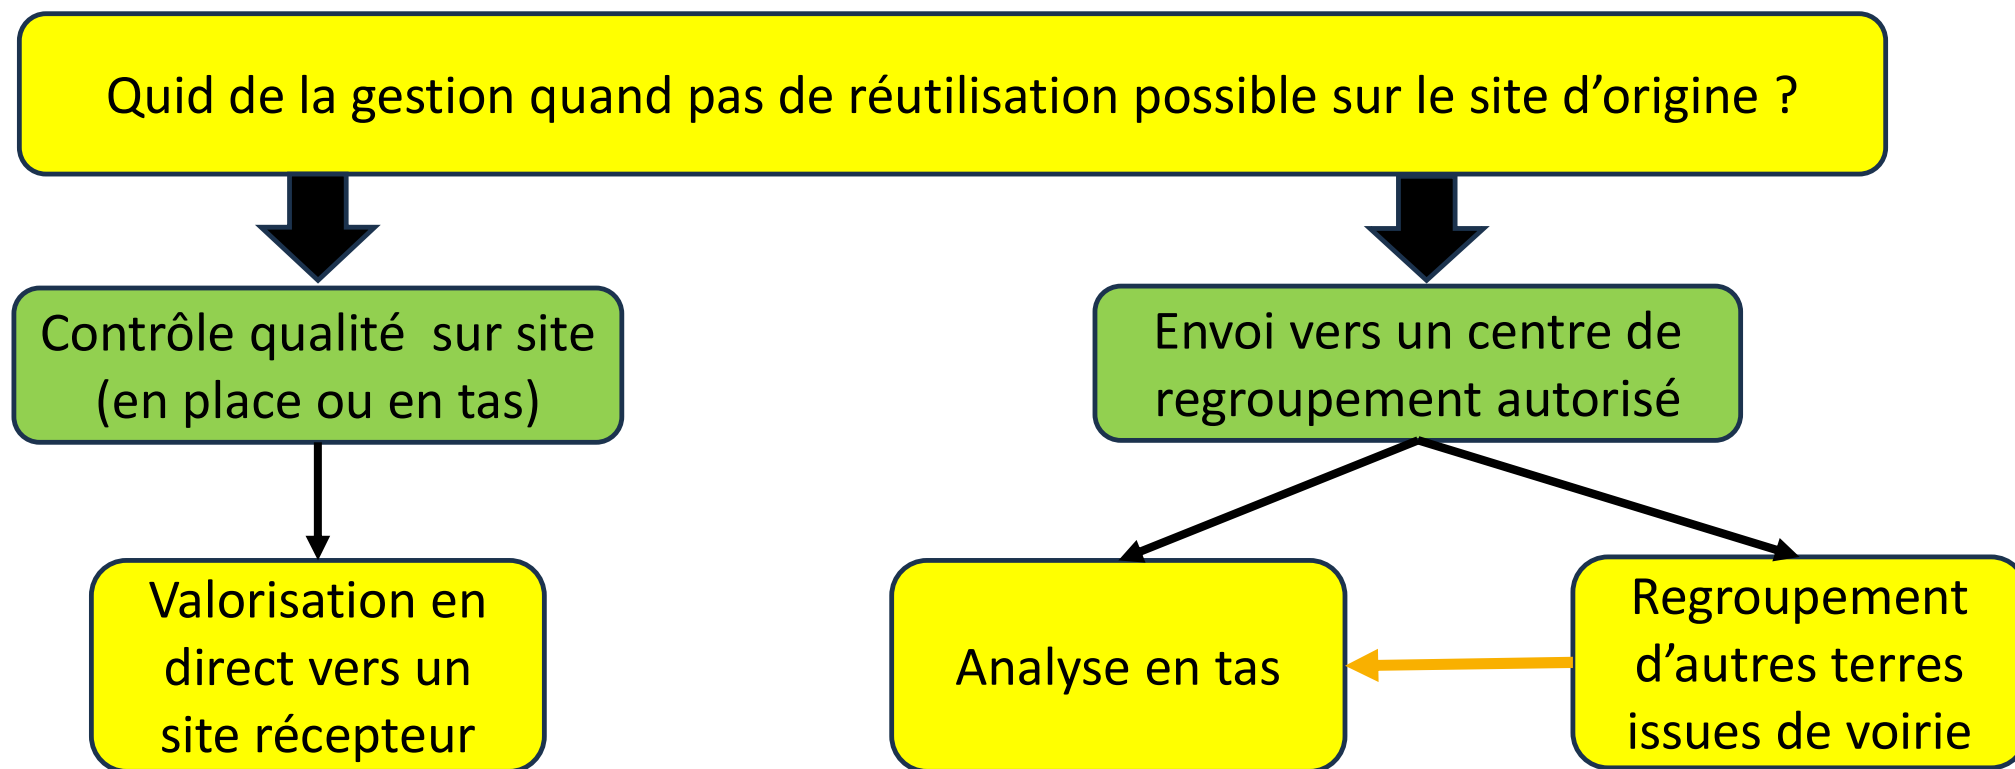 Quid de la gestion quand pas de réutilisation possible sur le site d’origine ?
Contrôle qualité  sur site
(en place ou en tas)
Envoi vers un centre de
regroupement autorisé
Valorisation en
direct vers un
site récepteur
Analyse en tas
Regroupement
d’autres terres
issues de voirie